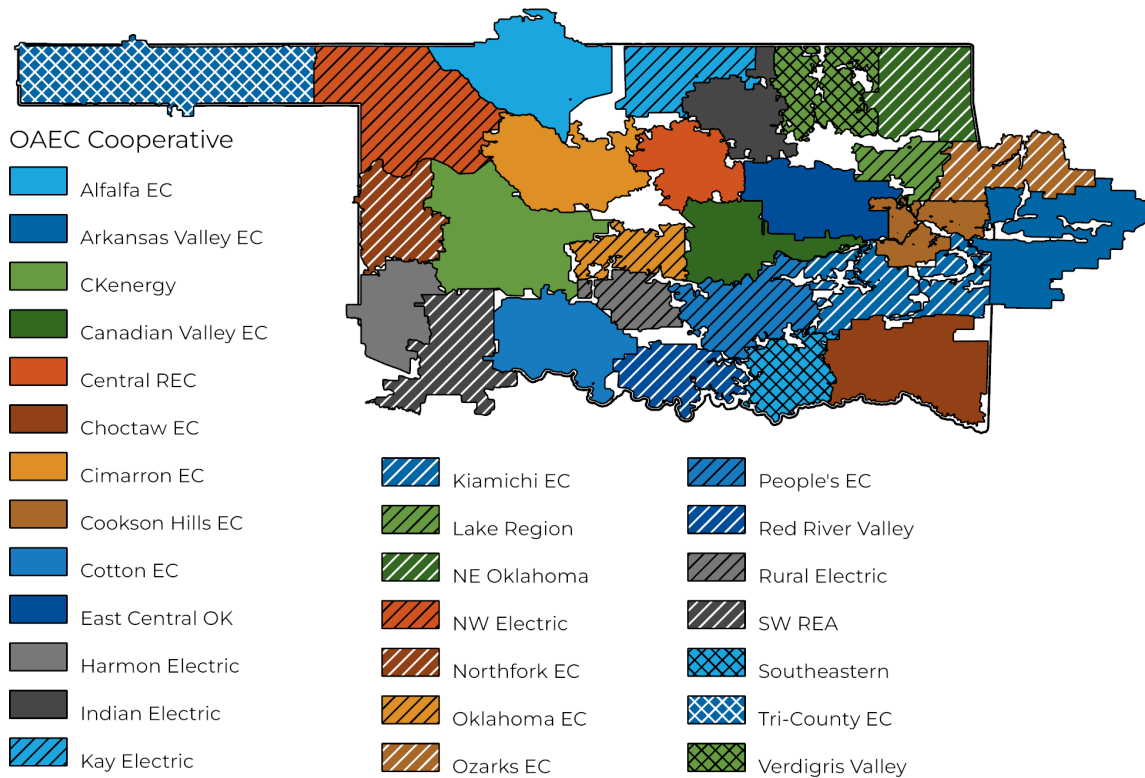 OAEC Cooperative
Alfalfa EC
Arkansas Valley EC
CKenergy
Canadian Valley EC
Central REC
Choctaw EC
Cimarron EC
Cookson Hills EC
Cotton EC
East Central OK
Harmon Electric
Indian Electric
Kay Electric
Kiamichi EC
Lake Region
NE Oklahoma
NW Electric
Northfork EC
Oklahoma EC
Ozarks EC
People's EC
Red River Valley
Rural Electric
SW REA
Southeastern
Tri-County EC
Verdigris Valley